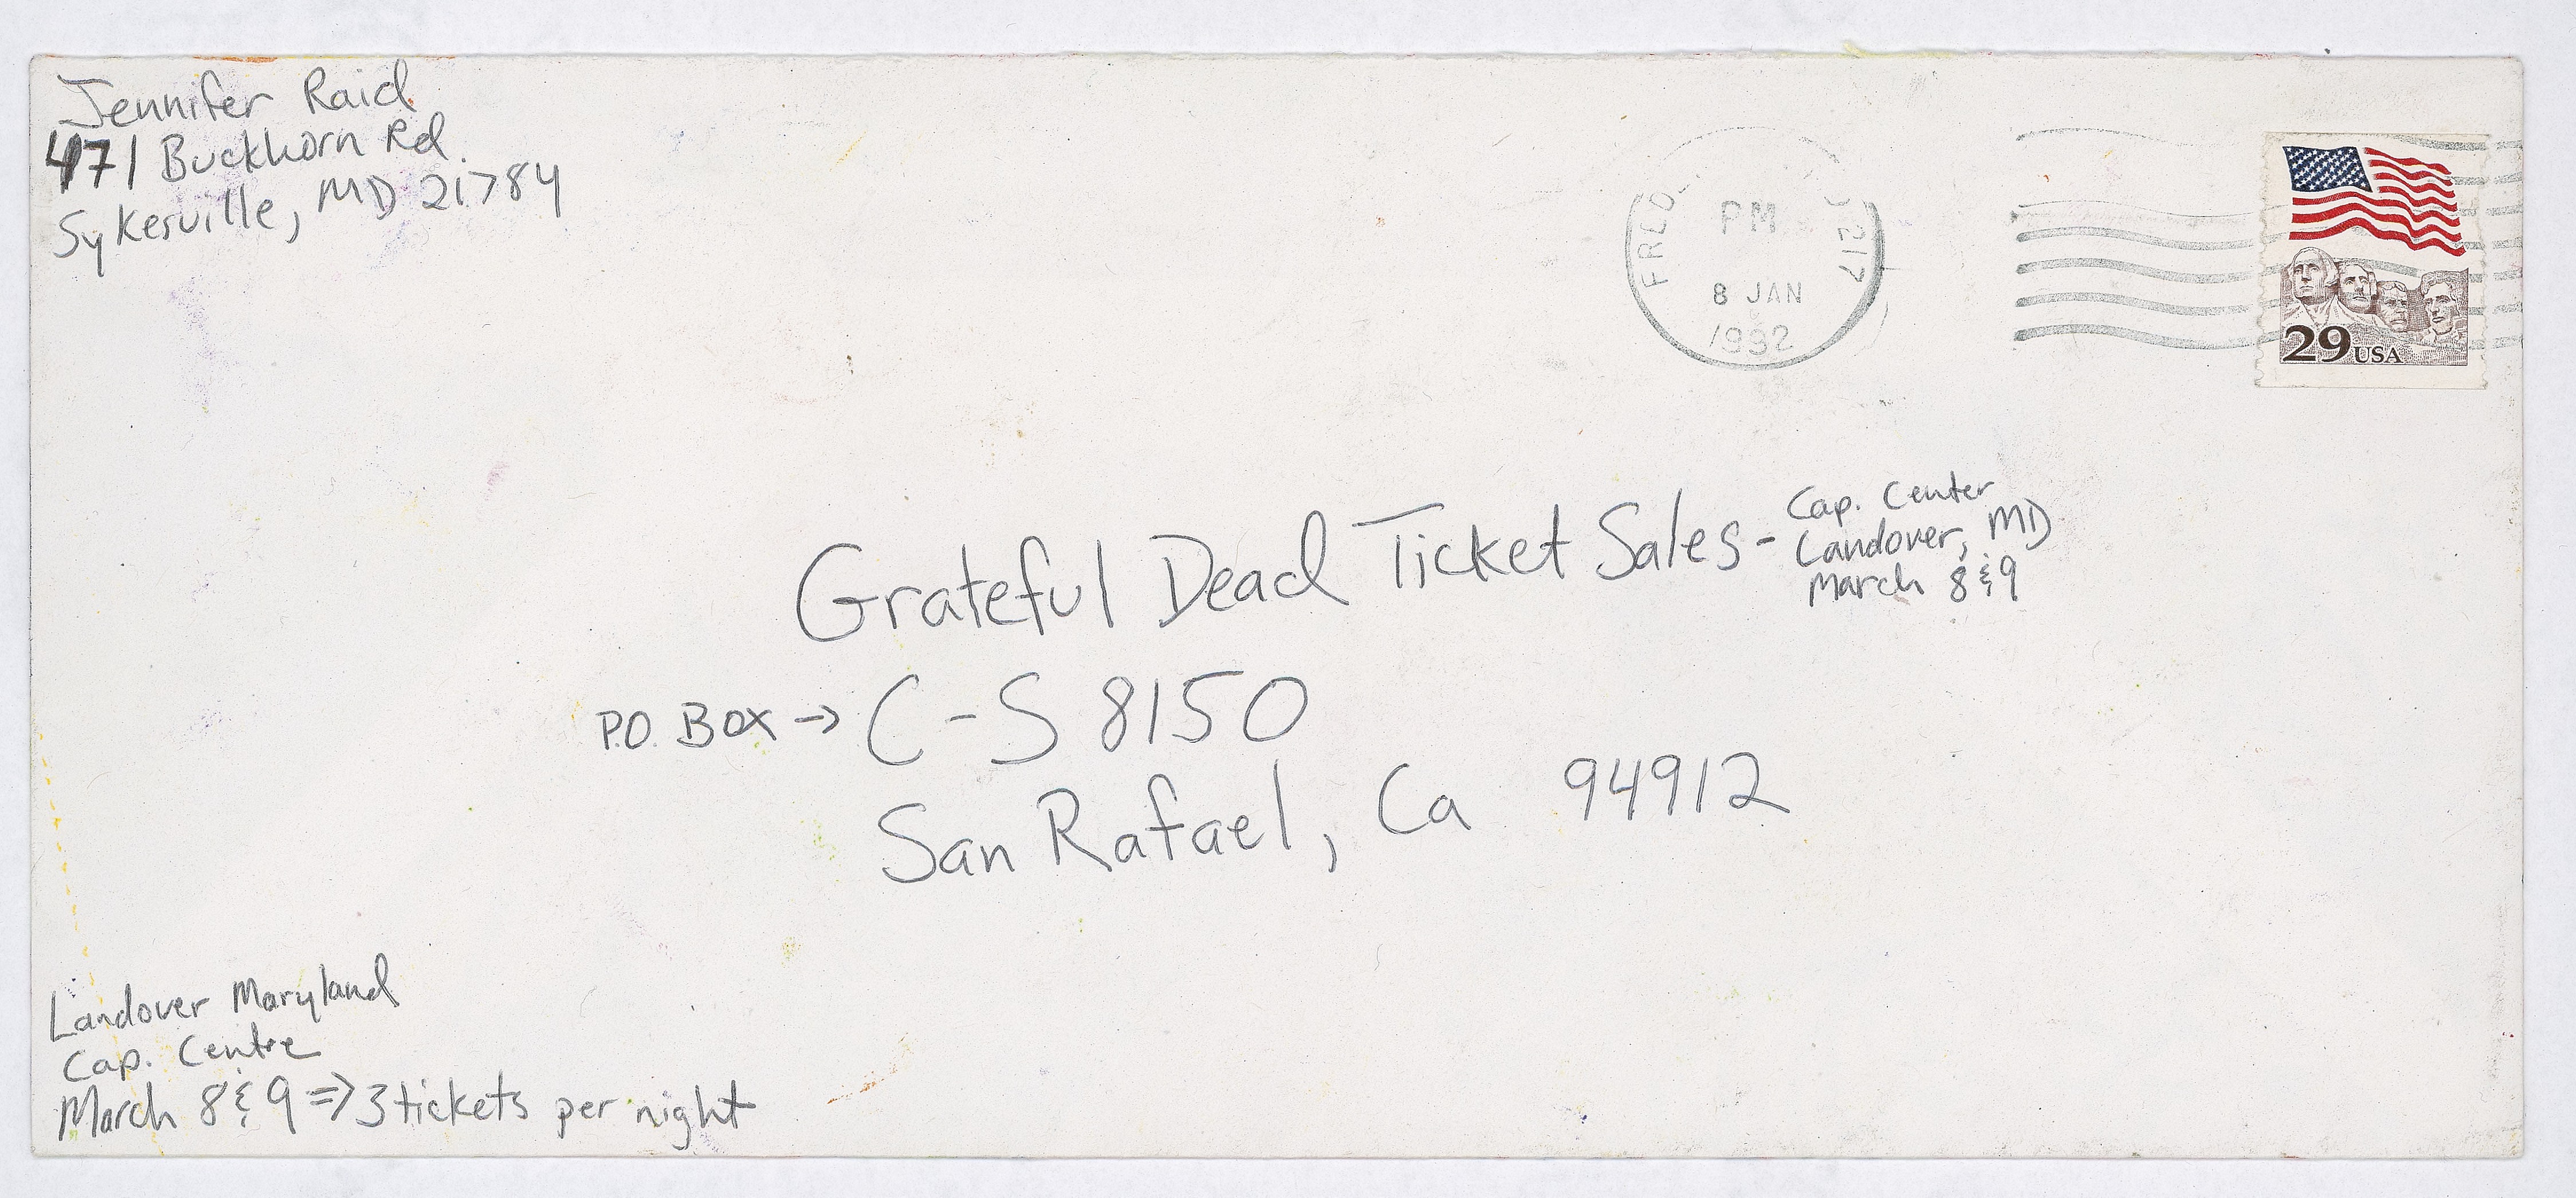 Jennifer Raid
471 Buckhorn Rd.
Sykesville, MD 21784
PM
8 JAN
1992
FRED
217
29 USA
Grateful Dead Ticket Sales - Cap. Center
Landover, MD
March 8 & 9
P.O. Box → C-S 8150
San Rafael, Ca 94912
Landover Maryland
Cap. Centre
March 8 & 9 ⇒ 3 tickets per night